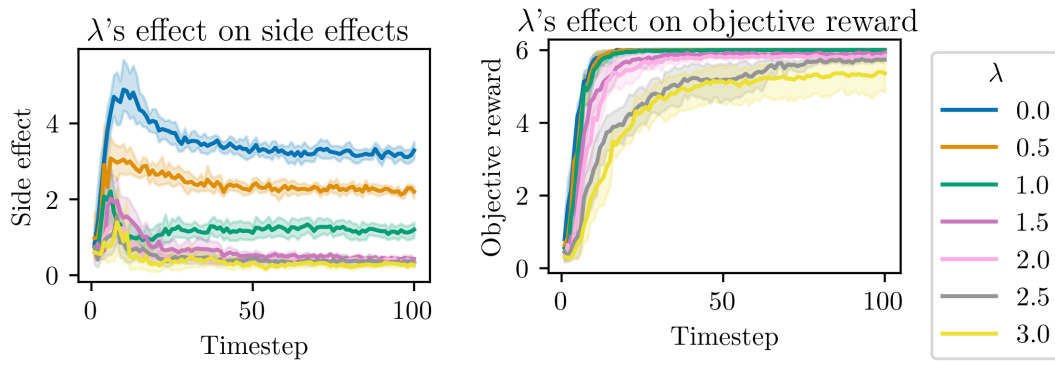 λ's effect on side effects
Side effect
4
2
0
0
50
100
Timestep
λ's effect on objective reward
Objective reward
6
4
2
0
0
50
100
Timestep
λ
0.0
0.5
1.0
1.5
2.0
2.5
3.0